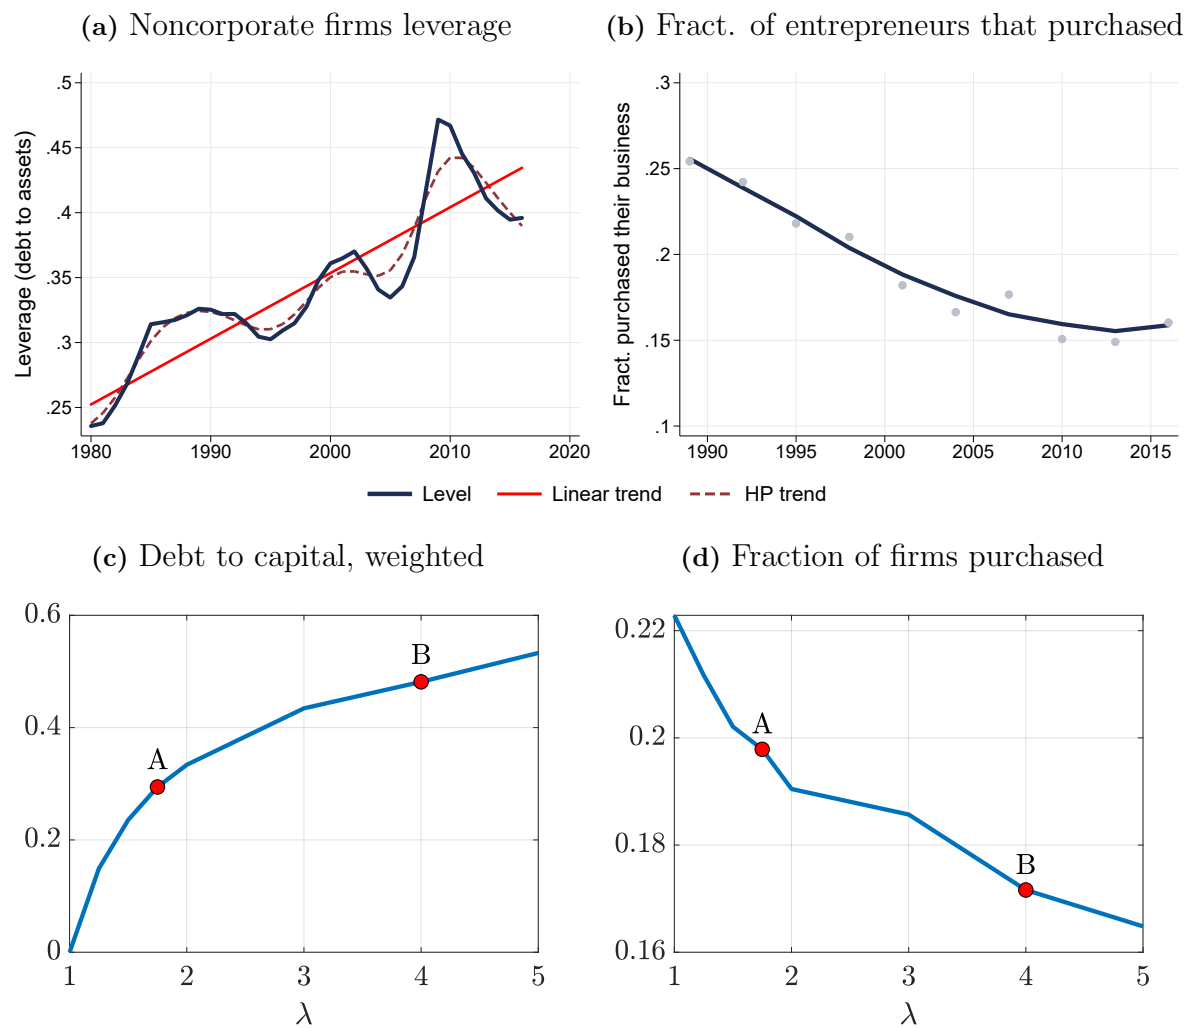 (a) Noncorporate firms leverage
Leverage (debt to assets)
.5
.45
.4
.35
.3
.25
1980 1990 2000 2010 2020
(b) Fract. of entrepreneurs that purchased
Fract. purchased their business
.3
.25
.2
.15
.1
1990 1995 2000 2005 2010 2015
Level Linear trend HP trend
(c) Debt to capital, weighted
0.6
0.4
0.2
0
A
B
1 2 3 4 5
λ
(d) Fraction of firms purchased
0.22
0.2
0.18
0.16
A
B
1 2 3 4 5
λ